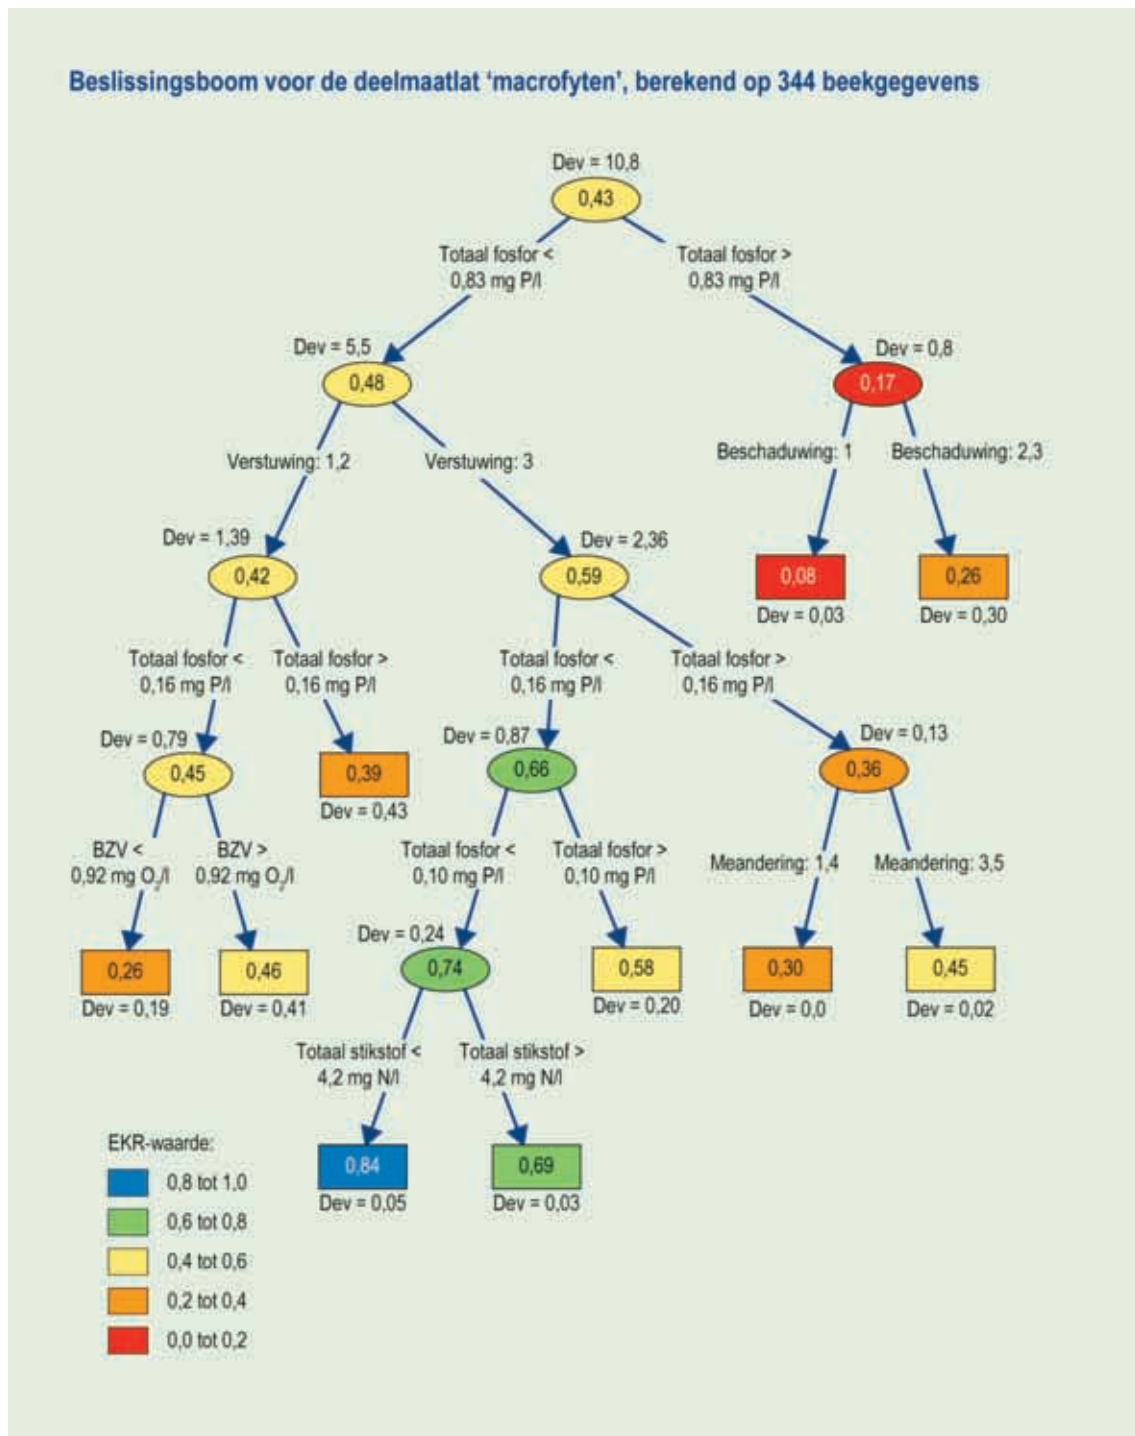 Beslissingsboom voor de deelmaatlat ‘macrofyten’, berekend op 344 beekgegevens
Dev = 10,8
0,43
Totaal fosfor <
0,83 mg P/l
Totaal fosfor >
0,83 mg P/l
Dev = 5,5
0,48
Dev = 0,8
0,17
Verstuwing: 1,2
Verstuwing: 3
Beschaduwing: 1
Beschaduwing: 2,3
Dev = 1,39
0,42
Dev = 2,36
0,59
0,08
Dev = 0,03
0,26
Dev = 0,30
Totaal fosfor <
0,16 mg P/l
Totaal fosfor >
0,16 mg P/l
Totaal fosfor <
0,16 mg P/l
Totaal fosfor >
0,16 mg P/l
Dev = 0,79
0,45
0,39
Dev = 0,43
Dev = 0,87
0,66
Dev = 0,13
0,36
BZV <
0,92 mg O₂/l
BZV >
0,92 mg O₂/l
Totaal fosfor <
0,10 mg P/l
Totaal fosfor >
0,10 mg P/l
Meandering: 1,4
Meandering: 3,5
0,26
Dev = 0,19
0,46
Dev = 0,41
Dev = 0,24
0,74
0,58
Dev = 0,20
0,30
Dev = 0,0
0,45
Dev = 0,02
Totaal stikstof <
4,2 mg N/l
Totaal stikstof >
4,2 mg N/l
0,84
Dev = 0,05
0,69
Dev = 0,03
EKR-waarde:
0,8 tot 1,0
0,6 tot 0,8
0,4 tot 0,6
0,2 tot 0,4
0,0 tot 0,2